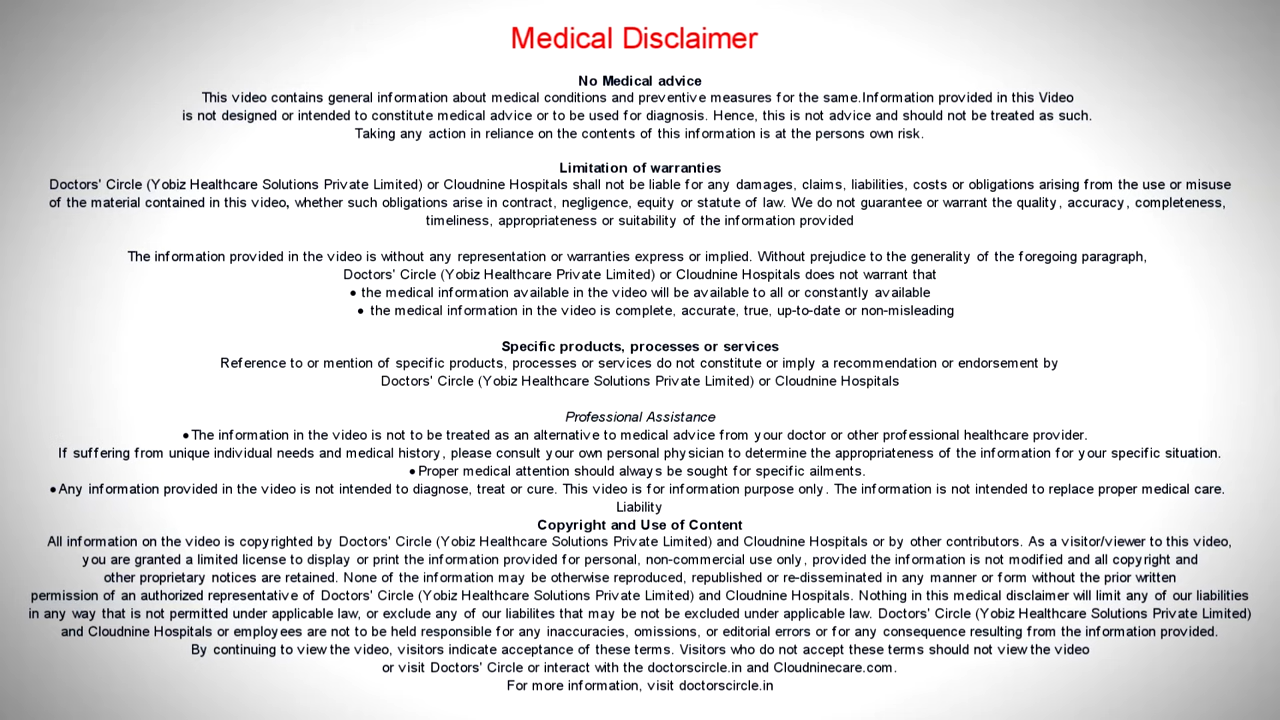 Medical Disclaimer
No Medical advice
This video contains general information about medical conditions and preventive measures for the same.Information provided in this Video
is not designed or intended to constitute medical advice or to be used for diagnosis. Hence, this is not advice and should not be treated as such.
Taking any action in reliance on the contents of this information is at the persons own risk.
Limitation of warranties
Doctors' Circle (Yobiz Healthcare Solutions Private Limited) or Cloudnine Hospitals shall not be liable for any damages, claims, liabilities, costs or obligations arising from the use or misuse
of the material contained in this video, whether such obligations arise in contract, negligence, equity or statute of law. We do not guarantee or warrant the quality, accuracy, completeness,
timeliness, appropriateness or suitability of the information provided
The information provided in the video is without any representation or warranties express or implied. Without prejudice to the generality of the foregoing paragraph,
Doctors' Circle (Yobiz Healthcare Private Limited) or Cloudnine Hospitals does not warrant that
• the medical information available in the video will be available to all or constantly available
• the medical information in the video is complete, accurate, true, up-to-date or non-misleading
Specific products, processes or services
Reference to or mention of specific products, processes or services do not constitute or imply a recommendation or endorsement by
Doctors' Circle (Yobiz Healthcare Solutions Private Limited) or Cloudnine Hospitals
Professional Assistance
• The information in the video is not to be treated as an alternative to medical advice from your doctor or other professional healthcare provider.
If suffering from unique individual needs and medical history, please consult your own personal physician to determine the appropriateness of the information for your specific situation.
• Proper medical attention should always be sought for specific ailments.
• Any information provided in the video is not intended to diagnose, treat or cure. This video is for information purpose only. The information is not intended to replace proper medical care.
Liability
Copyright and Use of Content
All information on the video is copyrighted by Doctors' Circle (Yobiz Healthcare Solutions Private Limited) and Cloudnine Hospitals or by other contributors. As a visitor/viewer to this video,
you are granted a limited license to display or print the information provided for personal, non-commercial use only, provided the information is not modified and all copyright and
other proprietary notices are retained. None of the information may be otherwise reproduced, republished or re-disseminated in any manner or form without the prior written
permission of an authorized representative of Doctors' Circle (Yobiz Healthcare Solutions Private Limited) and Cloudnine Hospitals. Nothing in this medical disclaimer will limit any of our liabilities
in any way that is not permitted under applicable law, or exclude any of our liabilites that may be not be excluded under applicable law. Doctors' Circle (Yobiz Healthcare Solutions Private Limited)
and Cloudnine Hospitals or employees are not to be held responsible for any inaccuracies, omissions, or editorial errors or for any consequence resulting from the information provided.
By continuing to view the video, visitors indicate acceptance of these terms. Visitors who do not accept these terms should not view the video
or visit Doctors' Circle or interact with the doctorscircle.in and Cloudninecare.com.
For more information, visit doctorscircle.in